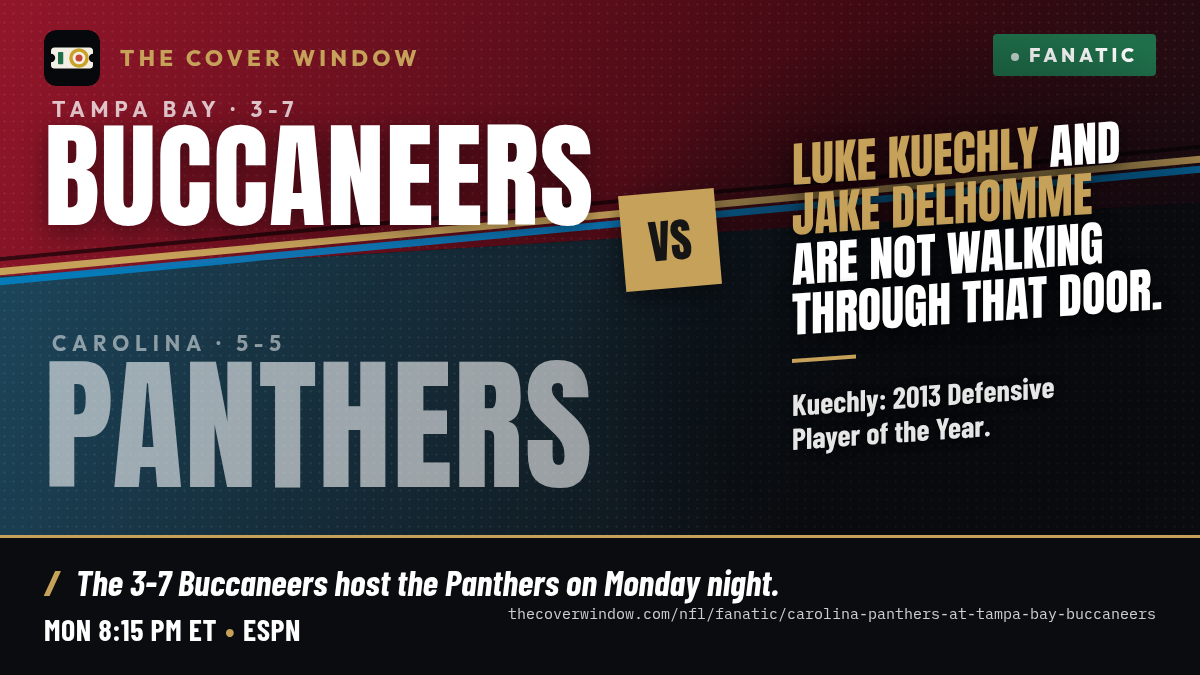 THE COVER WINDOW
FANATIC
TAMPA BAY · 3-7
BUCCANEERS
VS
CAROLINA · 5-5
PANTHERS
LUKE KUECHLY AND
JAKE DELHOMME
ARE NOT WALKING
THROUGH THAT DOOR.
Kuechly: 2013 Defensive
Player of the Year.
/ The 3-7 Buccaneers host the Panthers on Monday night.
MON 8:15 PM ET • ESPN
thecoverwindow.com/nfl/fanatic/carolina-panthers-at-tampa-bay-buccaneers